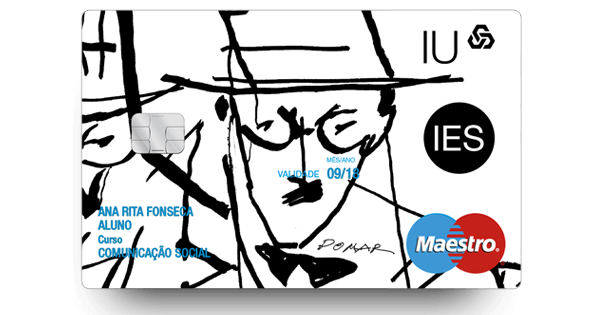 IU
IES
MÊS/ANO
VALIDADE 09/13
ANA RITA FONSECA
ALUNO
Curso
COMUNICAÇÃO SOCIAL
POMAR
Maestro